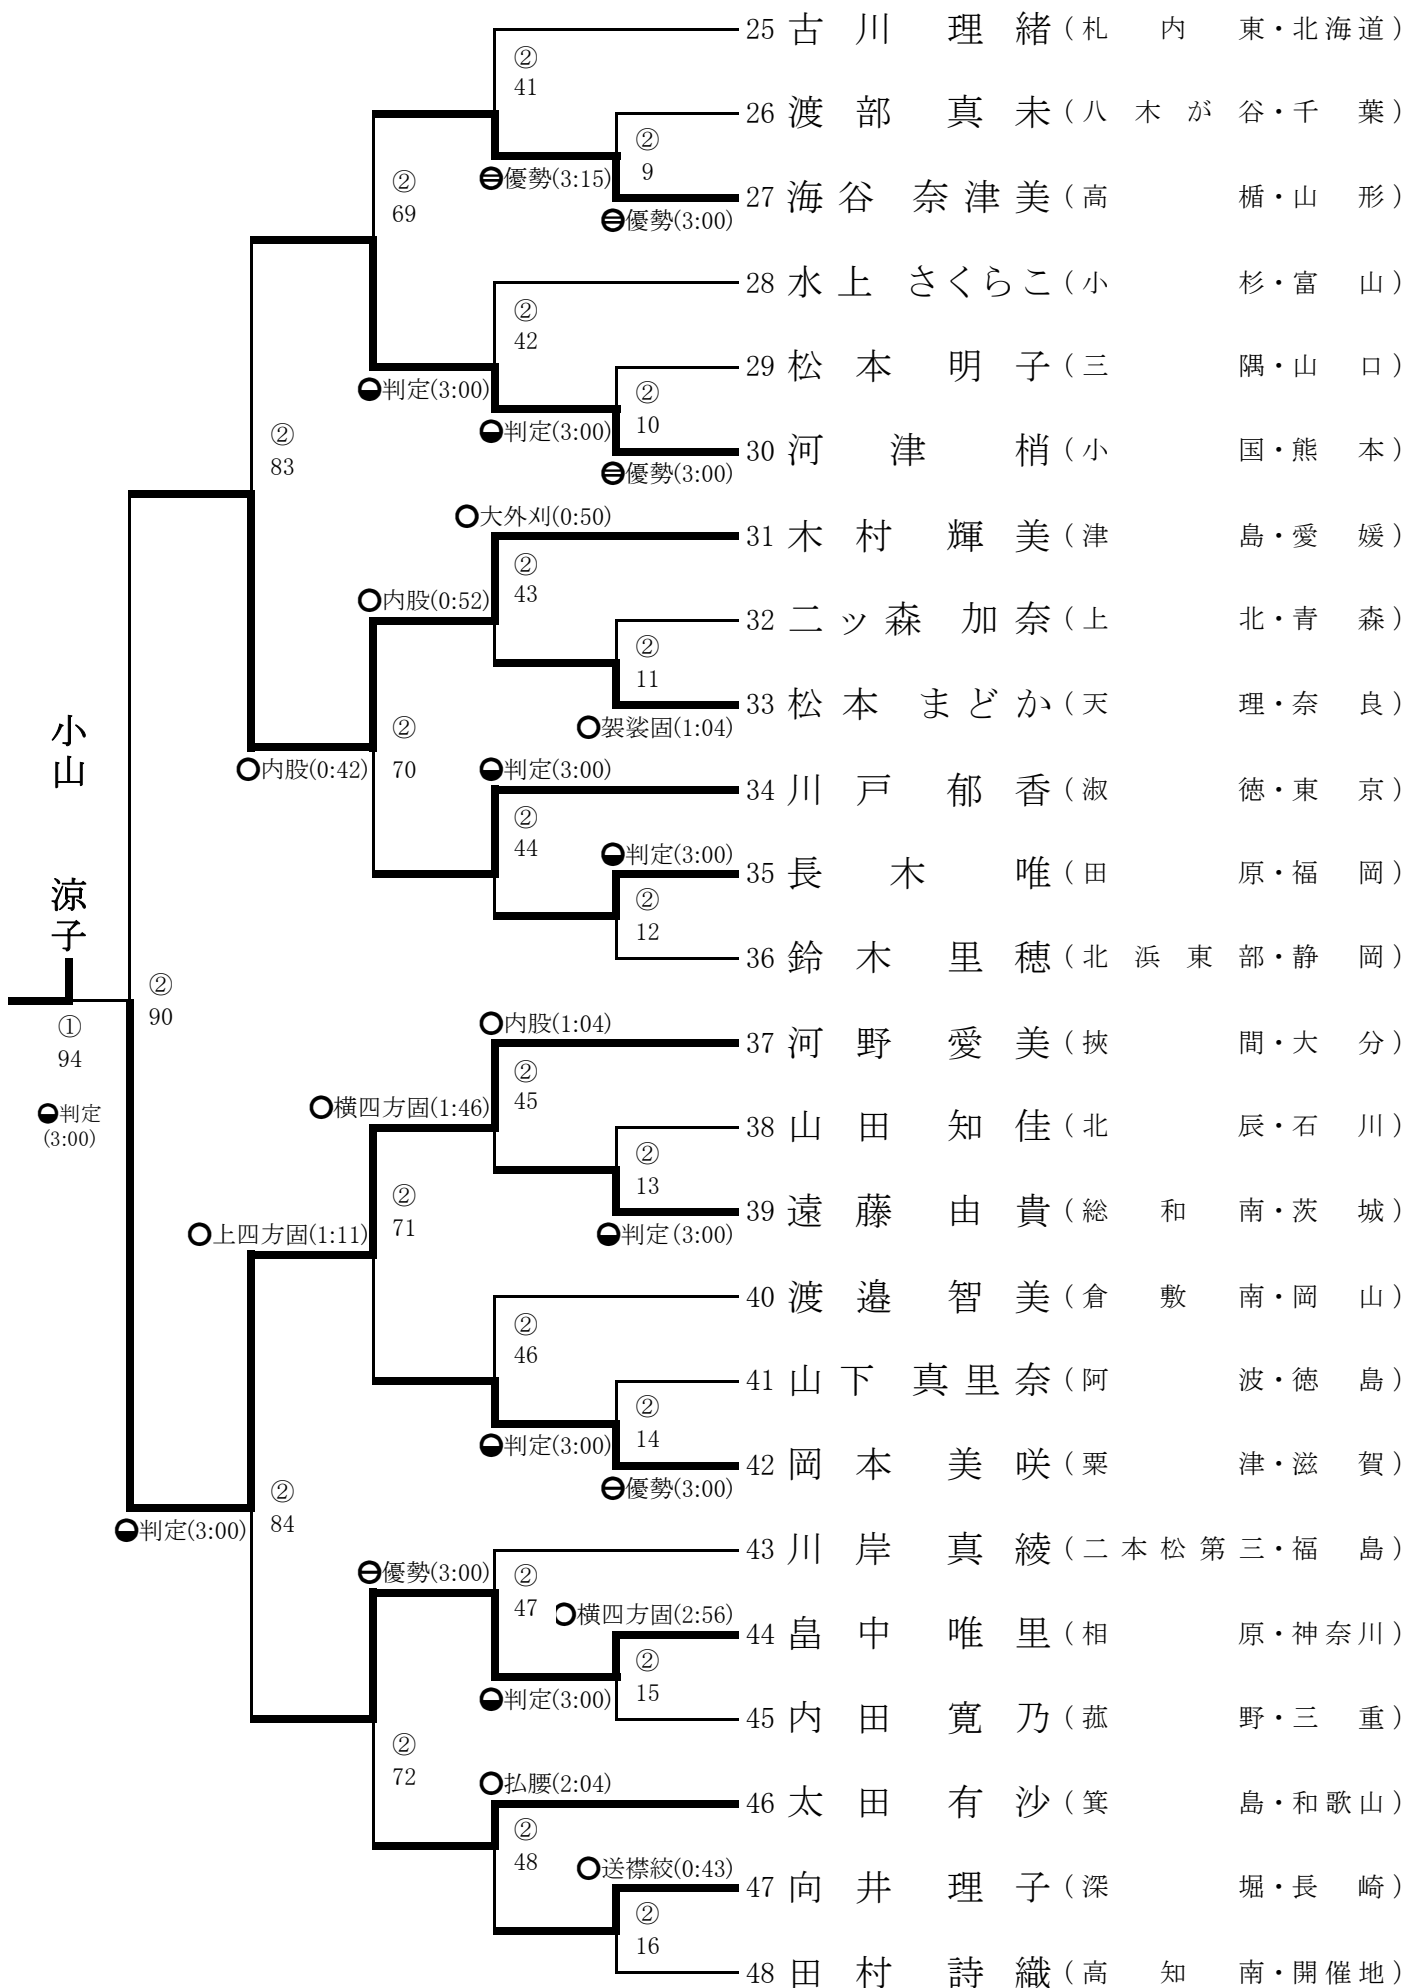 25 古川 理緒 (札内東・北海道)
②
41
26 渡部 真未 (八木が谷・千葉)
②
9
②
69
優勢(3:15)
27 海谷 奈津美 (高楯・山形)
優勢(3:00)
28 水上 さくらこ (小杉・富山)
②
42
29 松本 明子 (三隅・山口)
判定(3:00)
②
10
判定(3:00)
②
83
30 河津 梢 (小国・熊本)
優勢(3:00)
○大外刈(0:50)
31 木村 輝美 (津島・愛媛)
②
43
○内股(0:52)
32 二ッ森 加奈 (上北・青森)
②
11
33 松本 まどか (天理・奈良)
○袈裟固(1:04)
小山 涼子
②
70
○内股(0:42)
判定(3:00)
34 川戸 郁香 (淑徳・東京)
②
44
判定(3:00)
35 長木 唯 (田原・福岡)
②
12
36 鈴木 里穂 (北浜東部・静岡)
②
90
①
94
判定
(3:00)
○内股(1:04)
37 河野 愛美 (挾間・大分)
②
45
○横四方固(1:46)
38 山田 知佳 (北辰・石川)
②
13
②
71
39 遠藤 由貴 (総和南・茨城)
判定(3:00)
○上四方固(1:11)
40 渡邉 智美 (倉敷南・岡山)
②
46
41 山下 真里奈 (阿波・徳島)
②
14
判定(3:00)
42 岡本 美咲 (粟津・滋賀)
優勢(3:00)
②
84
判定(3:00)
43 川岸 真綾 (二本松第三・福島)
優勢(3:00)
②
47
○横四方固(2:56)
44 畠中 唯里 (相原・神奈川)
②
15
判定(3:00)
45 内田 寛乃 (菰野・三重)
②
72
○払腰(2:04)
46 太田 有沙 (箕島・和歌山)
②
48
○送襟絞(0:43)
47 向井 理子 (深堀・長崎)
②
16
48 田村 詩織 (高知南・開催地)